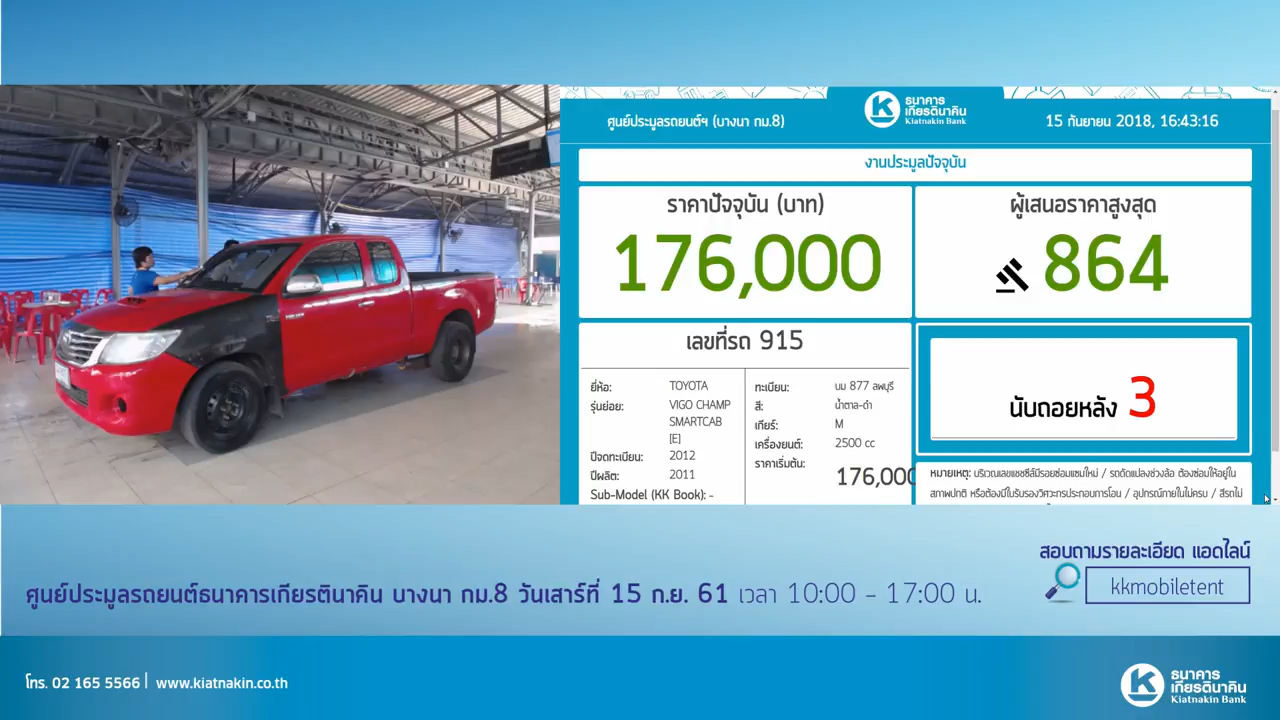 ธนาคาร
เกียรตินาคิน
Kiatnakin Bank
ศูนย์ประมูลรถยนต์ฯ (บางนา กม.8)
15 กันยายน 2018, 16:43:16
งานประมูลปัจจุบัน
ราคาปัจจุบัน (บาท)
176,000
ผู้เสนอราคาสูงสุด
864
เลขที่รถ 915
ยี่ห้อ: TOYOTA
รุ่นย่อย: VIGO CHAMP
SMARTCAB
[E]
ปีจดทะเบียน: 2012
ปีผลิต: 2011
Sub-Model (KK Book): -
ทะเบียน: บม 877 ลพบุรี
สี: น้ำตาล-ดำ
เกียร์: M
เครื่องยนต์: 2500 cc
ราคาเริ่มต้น: 176,000
นับถอยหลัง 3
หมายเหตุ: บริเวณเลขแชชซีส์มีรอยซ่อมแซมใหม่ / รถดัดแปลงช่วงล้อ ต้องซ่อมให้อยู่ใน
สภาพปกติ หรือต้องมีใบรับรองวิศวะกรประกอบการโอน / อุปกรณ์ภายในไม่ครบ / สีรถไม่
สอบถามรายละเอียด แอดไลน์
kkmobiletent
ศูนย์ประมูลรถยนต์ธนาคารเกียรตินาคิน บางนา กม.8 วันเสาร์ที่ 15 ก.ย. 61 เวลา 10:00 - 17:00 น.
โทร. 02 165 5566 | www.kiatnakin.co.th
ธนาคาร
เกียรตินาคิน
Kiatnakin Bank